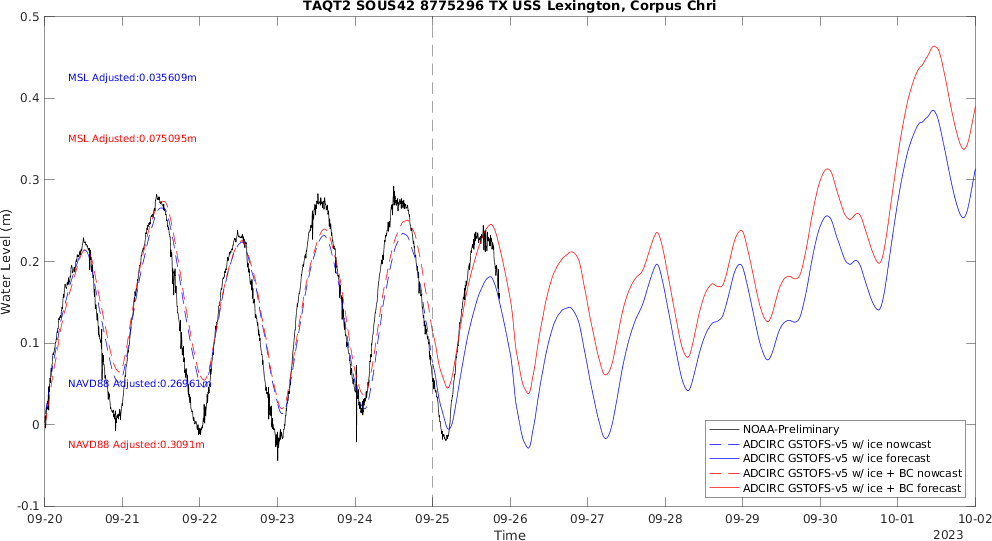 TAQT2 SOUS42 8775296 TX USS Lexington, Corpus Chri
0.5
0.4
0.3
0.2
0.1
0
-0.1
Water Level (m)
MSL Adjusted:0.035609m
MSL Adjusted:0.075095m
NAVD88 Adjusted:0.26961m
NAVD88 Adjusted:0.3091m
NOAA-Preliminary
ADCIRC GSTOFS-v5 w/ ice nowcast
ADCIRC GSTOFS-v5 w/ ice forecast
ADCIRC GSTOFS-v5 w/ ice + BC nowcast
ADCIRC GSTOFS-v5 w/ ice + BC forecast
09-20 09-21 09-22 09-23 09-24 09-25 09-26 09-27 09-28 09-29 09-30 10-01 10-02
Time
2023